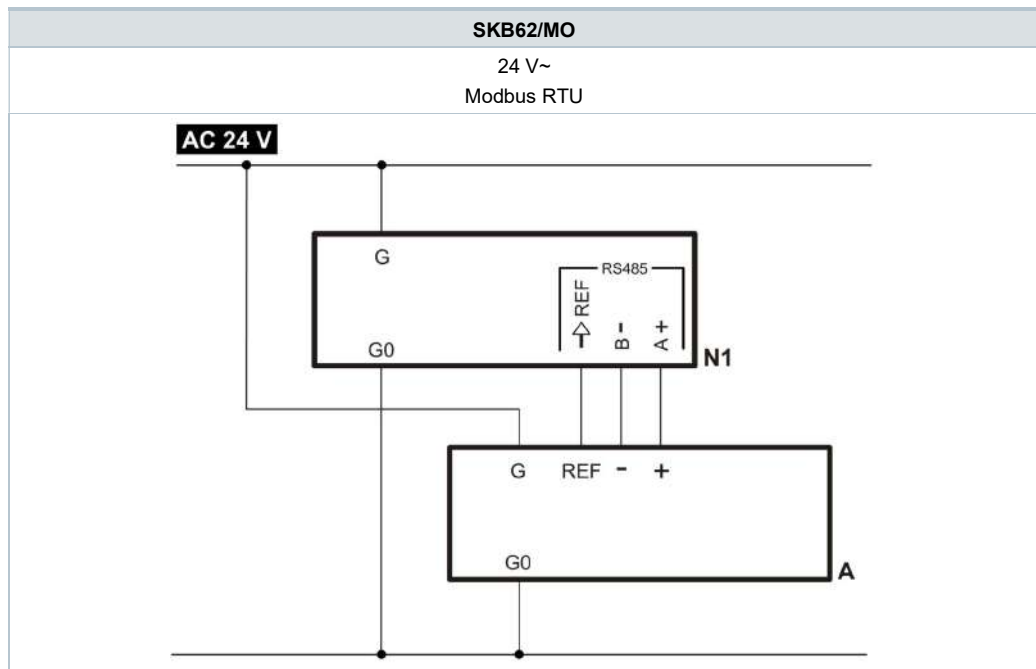 SKB62/MO
24 V~
Modbus RTU
AC 24 V
G
RS485
REF
B -
A +
G0
N1
G REF - +
G0
A